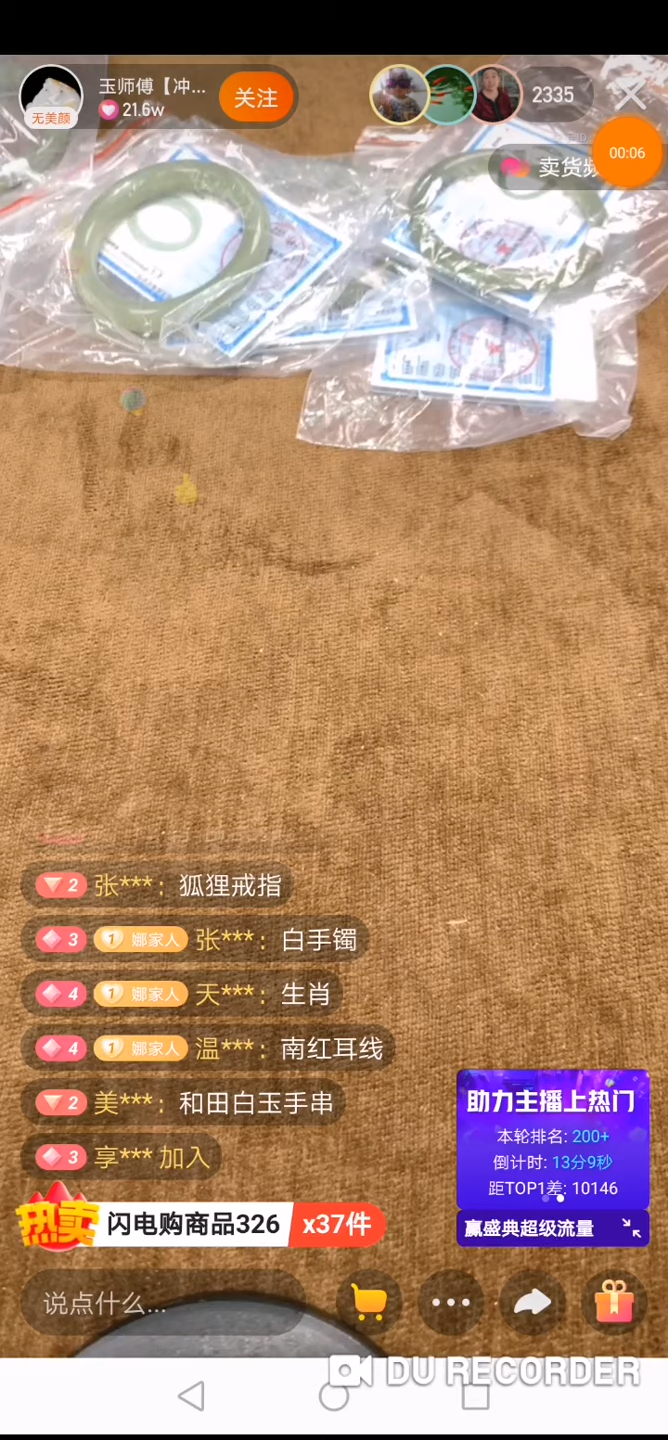 玉师傅【冲...
无美颜
21.6w
关注
2335
00:06
卖货频
2 张***： 狐狸戒指
3 1 娜家人 张***： 白手镯
4 1 娜家人 天***： 生肖
4 1 娜家人 温***： 南红耳线
2 美***： 和田白玉手串
3 享*** 加入
助力主播上热门
本轮排名: 200+
倒计时: 13分9秒
距TOP1差: 10146
赢盛典超级流量
热卖 闪电购商品326 x37件
说点什么...
DU RECORDER